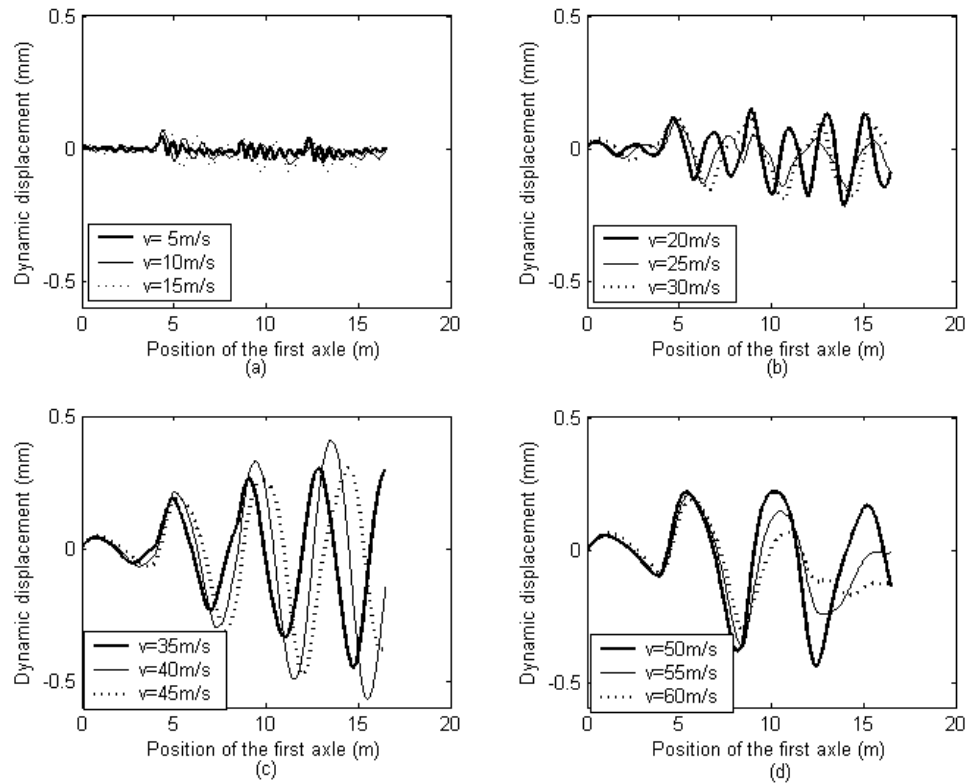 0.5
0
-0.5
Dynamic displacement (mm)
v= 5m/s
v=10m/s
v=15m/s
0 5 10 15 20
Position of the first axle (m)
(a)
0.5
0
-0.5
Dynamic displacement (mm)
v=20m/s
v=25m/s
v=30m/s
0 5 10 15 20
Position of the first axle (m)
(b)
0.5
0
-0.5
Dynamic displacement (mm)
v=35m/s
v=40m/s
v=45m/s
0 5 10 15 20
Position of the first axle (m)
(c)
0.5
0
-0.5
Dynamic displacement (mm)
v=50m/s
v=55m/s
v=60m/s
0 5 10 15 20
Position of the first axle (m)
(d)